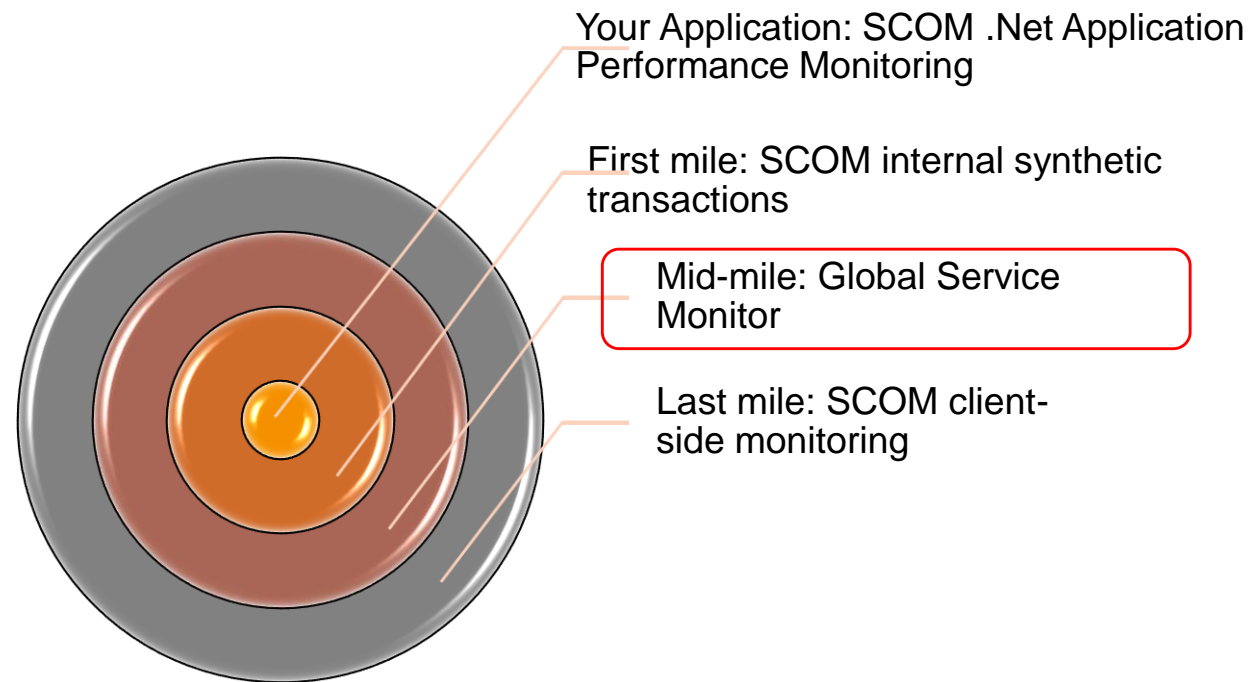 Your Application: SCOM .Net Application
Performance Monitoring
First mile: SCOM internal synthetic
transactions
Mid-mile: Global Service
Monitor
Last mile: SCOM client-
side monitoring